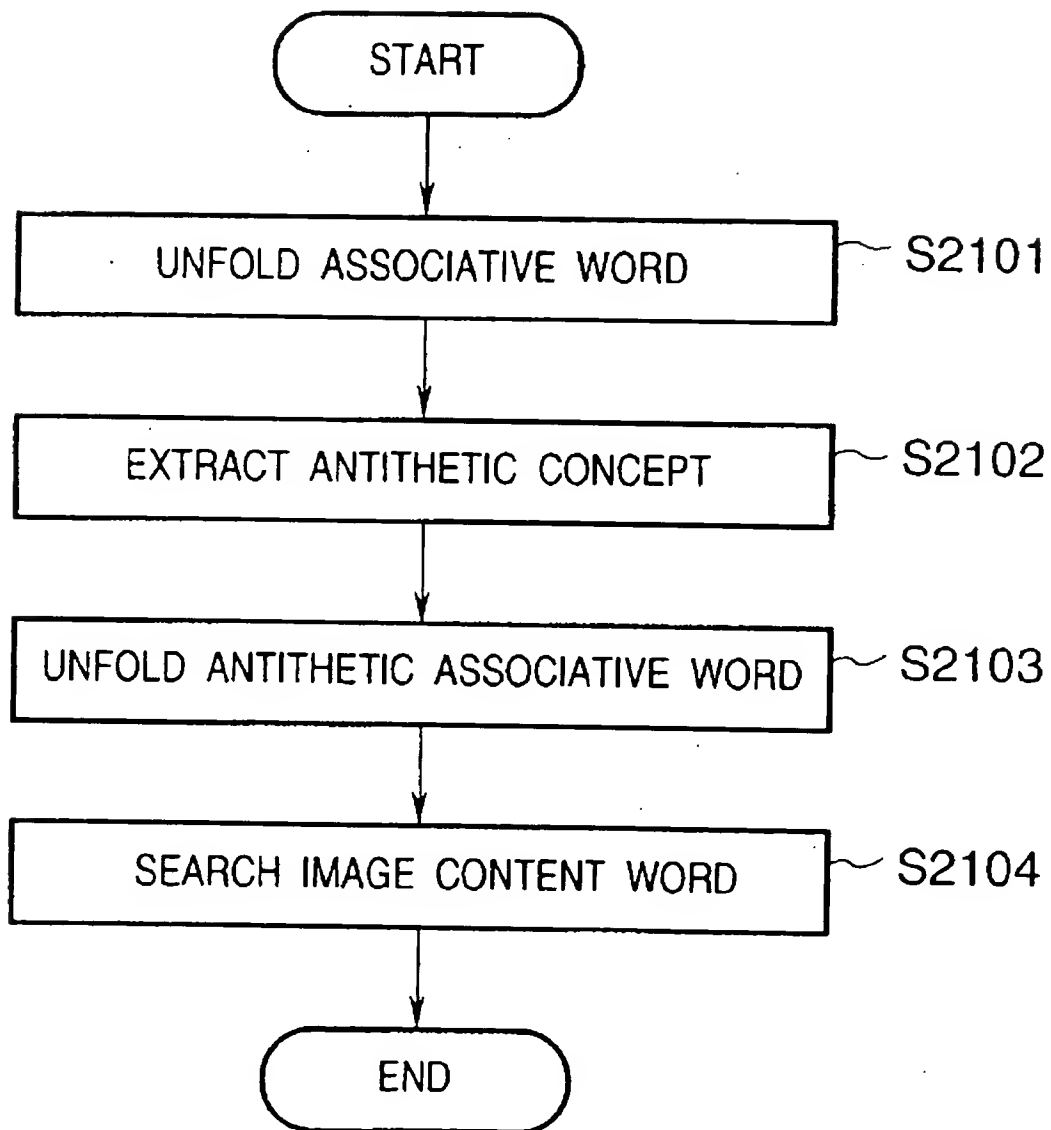 START
UNFOLD ASSOCIATIVE WORD
S2101
EXTRACT ANTITHETIC CONCEPT
S2102
UNFOLD ANTITHETIC ASSOCIATIVE WORD
S2103
SEARCH IMAGE CONTENT WORD
S2104
END